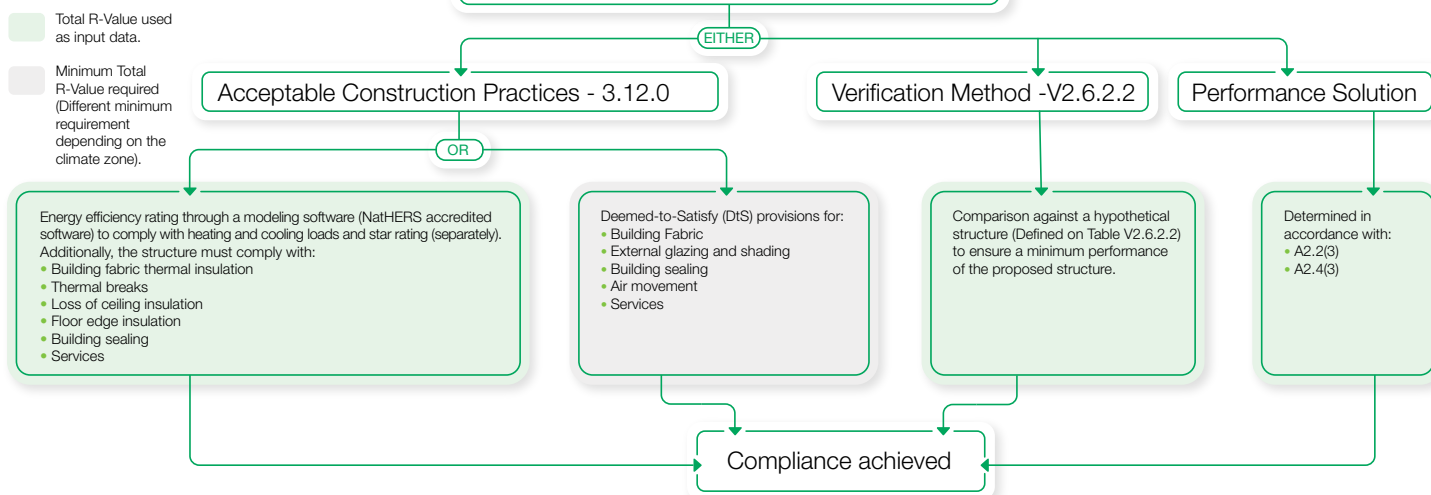 Total R-Value used
as input data.
Minimum Total
R-Value required
(Different minimum
requirement
depending on the
climate zone).
EITHER
Acceptable Construction Practices - 3.12.0
Verification Method -V2.6.2.2
Performance Solution
OR
Energy efficiency rating through a modeling software (NatHERS accredited
software) to comply with heating and cooling loads and star rating (separately).
Additionally, the structure must comply with:
• Building fabric thermal insulation
• Thermal breaks
• Loss of ceiling insulation
• Floor edge insulation
• Building sealing
• Services
Deemed-to-Satisfy (DtS) provisions for:
• Building Fabric
• External glazing and shading
• Building sealing
• Air movement
• Services
Comparison against a hypothetical
structure (Defined on Table V2.6.2.2)
to ensure a minimum performance
of the proposed structure.
Determined in
accordance with:
• A2.2(3)
• A2.4(3)
Compliance achieved